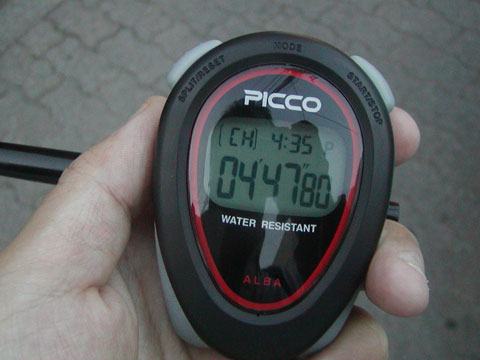 MODE
SPLIT/RESET
START/STOP
PICCO
CH 4:35 P
04'47"80
WATER RESISTANT
ALBA